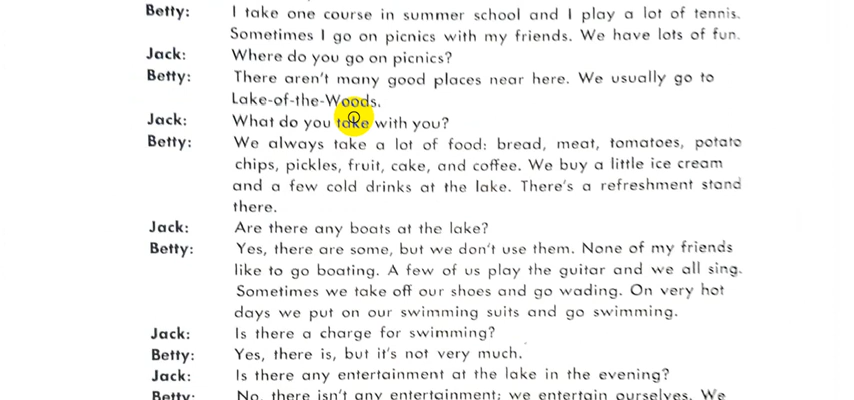 Betty: I take one course in summer school and I play a lot of tennis.
Sometimes I go on picnics with my friends. We have lots of fun.
Jack: Where do you go on picnics?
Betty: There aren't many good places near here. We usually go to
Lake-of-the-Woods.
Jack: What do you take with you?
Betty: We always take a lot of food: bread, meat, tomatoes, potato
chips, pickles, fruit, cake, and coffee. We buy a little ice cream
and a few cold drinks at the lake. There's a refreshment stand
there.
Jack: Are there any boats at the lake?
Betty: Yes, there are some, but we don't use them. None of my friends
like to go boating. A few of us play the guitar and we all sing.
Sometimes we take off our shoes and go wading. On very hot
days we put on our swimming suits and go swimming.
Jack: Is there a charge for swimming?
Betty: Yes, there is, but it's not very much.
Jack: Is there any entertainment at the lake in the evening?
Betty: No, there isn't any entertainment; we entertain ourselves. We